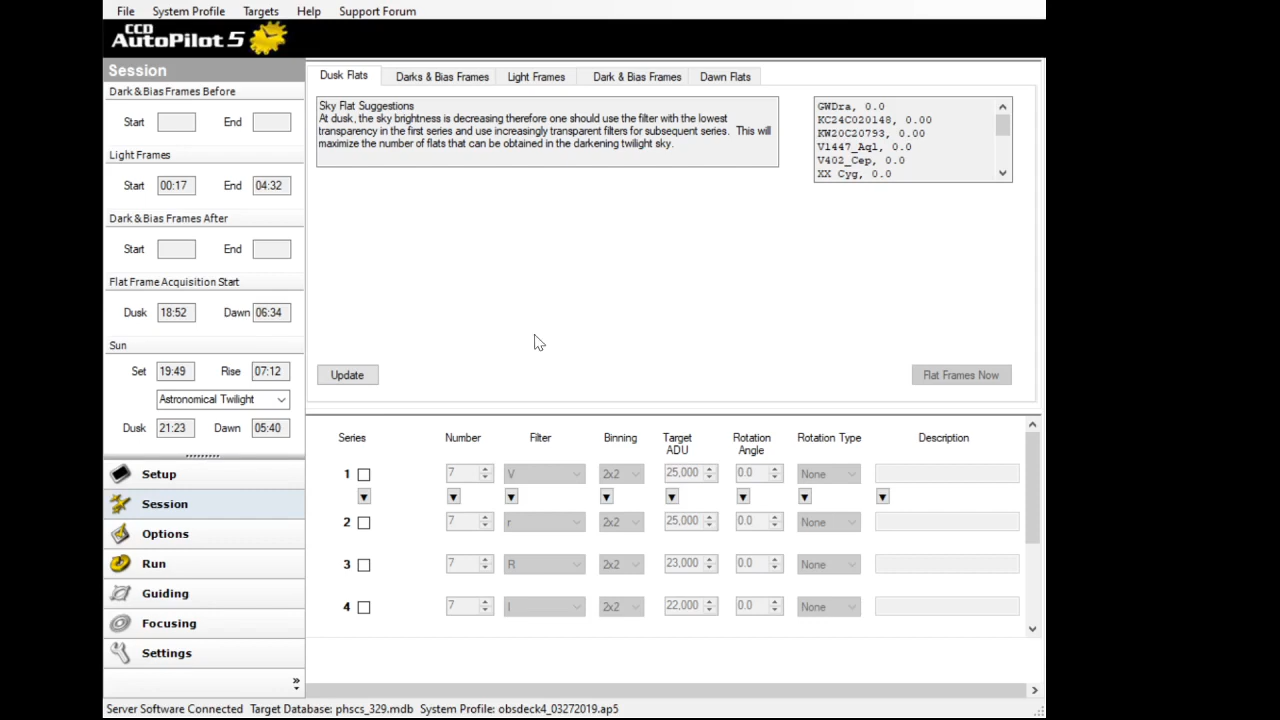 File System Profile Targets Help Support Forum
CCD
AutoPilot 5
Session
Dark & Bias Frames Before
Start End
Light Frames
Start 00:17 End 04:32
Dark & Bias Frames After
Start End
Flat Frame Acquisition Start
Dusk 18:52 Dawn 06:34
Sun
Set 19:49 Rise 07:12
Astronomical Twilight
Dusk 21:23 Dawn 05:40
Setup
Session
Options
Run
Guiding
Focusing
Settings
»
Dusk Flats Darks & Bias Frames Light Frames Dark & Bias Frames Dawn Flats
Sky Flat Suggestions
At dusk, the sky brightness is decreasing therefore one should use the filter with the lowest
transparency in the first series and use increasingly transparent filters for subsequent series. This will
maximize the number of flats that can be obtained in the darkening twilight sky.
GWDra, 0.0
KC24C020148, 0.00
KW20C20793, 0.00
V1447_Aql, 0.0
V402_Cep, 0.0
XX Cyg, 0.0
Update Flat Frames Now
Series Number Filter Binning Target ADU Rotation Angle Rotation Type Description
1 7 V 2x2 25,000 0.0 None
2 7 r 2x2 25,000 0.0 None
3 7 R 2x2 23,000 0.0 None
4 7 I 2x2 22,000 0.0 None
Server Software Connected Target Database: phscs_329.mdb System Profile: obsdeck4_03272019.ap5